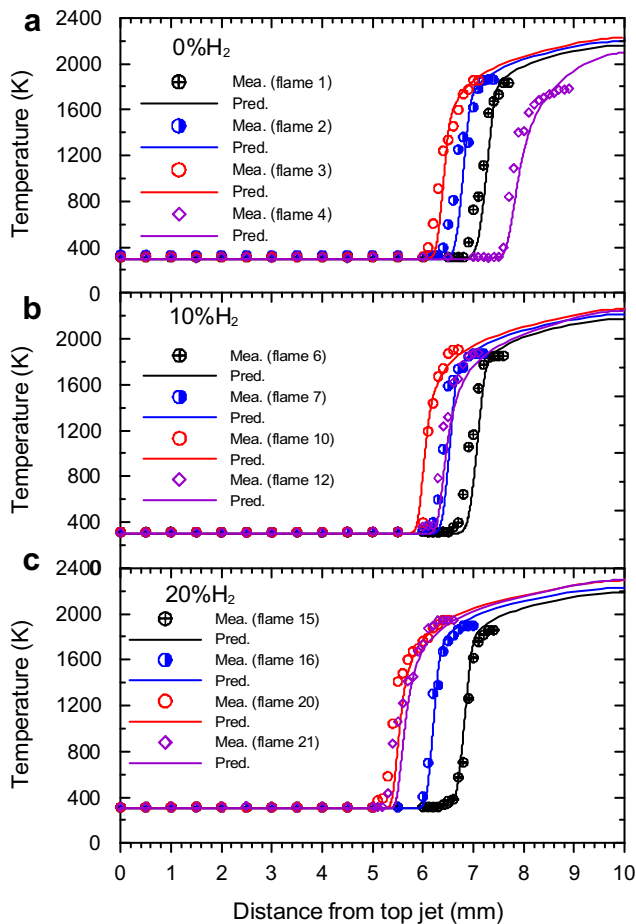 a
2400
2000
1600
1200
800
400
0
Temperature (K)
0%H2
Mea. (flame 1)
Pred.
Mea. (flame 2)
Pred.
Mea. (flame 3)
Pred.
Mea. (flame 4)
Pred.
b
2000
1600
1200
800
400
0
Temperature (K)
10%H2
Mea. (flame 6)
Pred.
Mea. (flame 7)
Pred.
Mea. (flame 10)
Pred.
Mea. (flame 12)
Pred.
c
2400
2000
1600
1200
800
400
0
Temperature (K)
20%H2
Mea. (flame 15)
Pred.
Mea. (flame 16)
Pred.
Mea. (flame 20)
Pred.
Mea. (flame 21)
Pred.
0 1 2 3 4 5 6 7 8 9 10
Distance from top jet (mm)